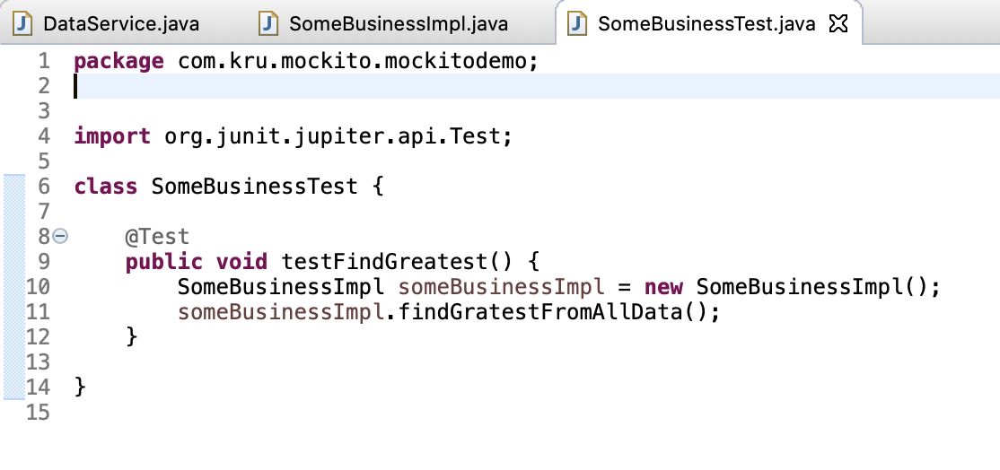 DataService.java SomeBusinessImpl.java SomeBusinessTest.java
1 package com.kru.mockito.mockitodemo;
2
3
4 import org.junit.jupiter.api.Test;
5
6 class SomeBusinessTest {
7
8 @Test
9 public void testFindGreatest() {
10 SomeBusinessImpl someBusinessImpl = new SomeBusinessImpl();
11 someBusinessImpl.findGratestFromAllData();
12 }
13
14 }
15